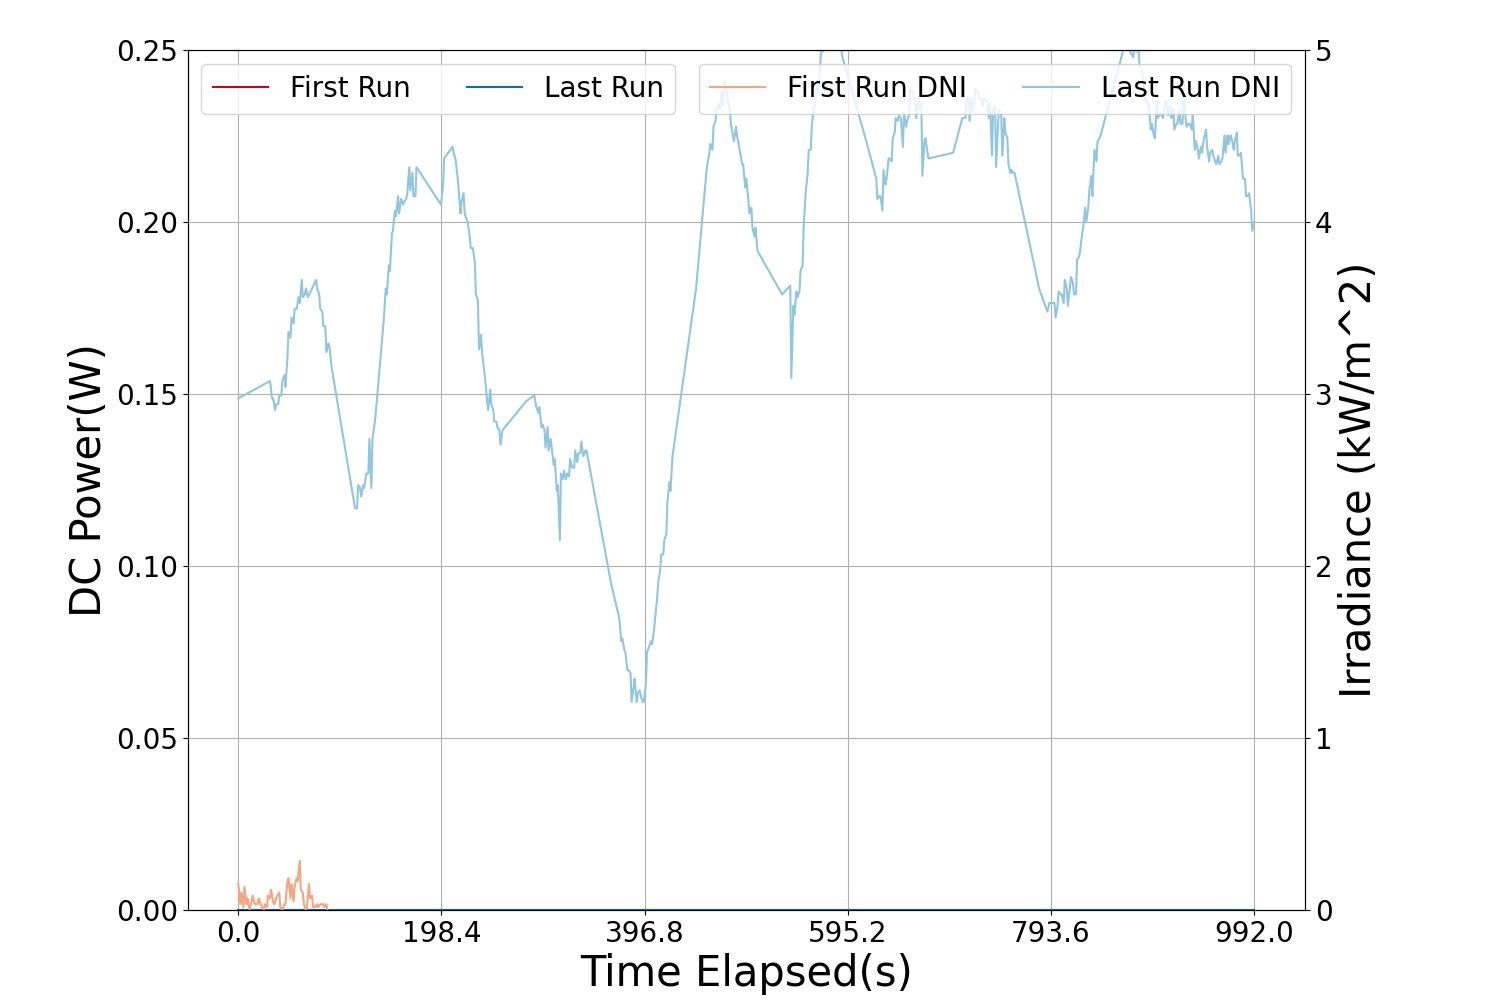 First Run
Last Run
First Run DNI
Last Run DNI
DC Power(W)
0.25
0.20
0.15
0.10
0.05
0.00
5
4
3
2
1
0
Irradiance (kW/m^2)
0.0 198.4 396.8 595.2 793.6 992.0
Time Elapsed(s)